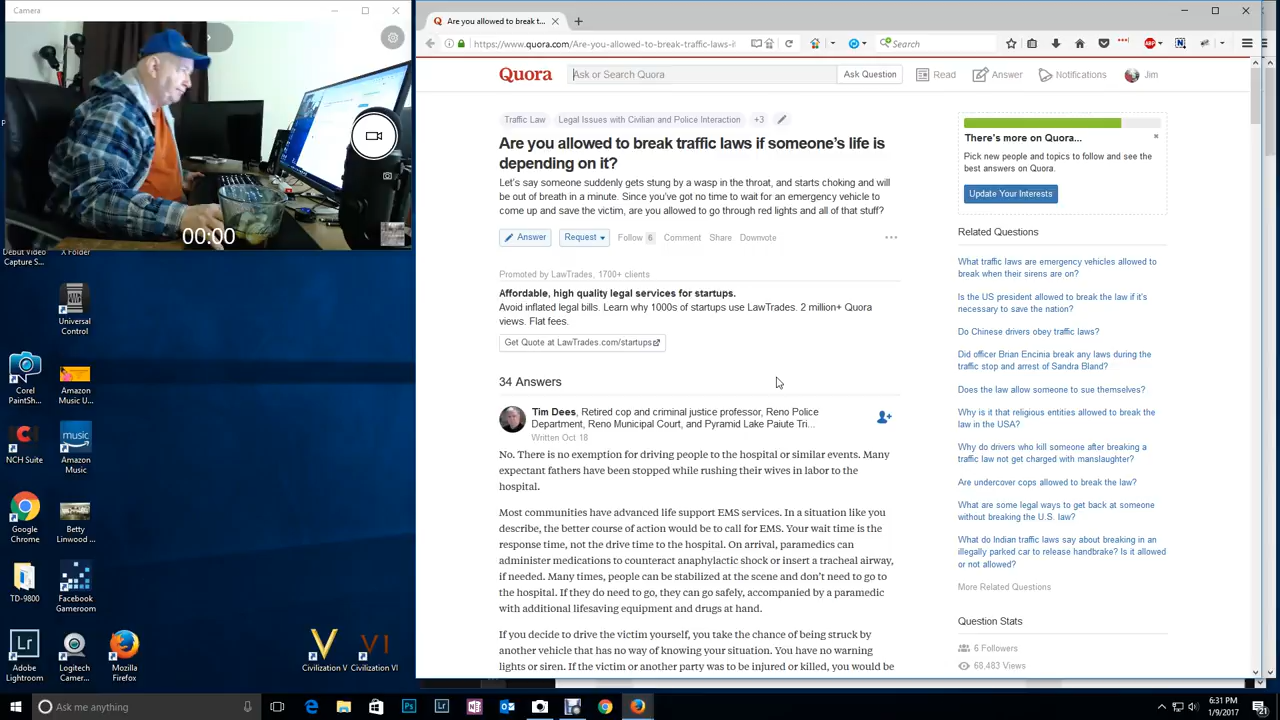 Camera
00:00
Debut Video
Capture S...
X Folder
Universal
Control
Corel
PaintSh...
Amazon
Music U...
NCH Suite
Amazon
Music
Google
Chrome
Betty
Linwood ...
TD-9800
Facebook
Gameroom
Adobe
Lightroom
Logitech
Camera ...
Mozilla
Firefox
Civilization V
Civilization VI
Are you allowed to break t...
https://www.quora.com/Are-you-allowed-to-break-traffic-laws-i
Search
Quora
Ask or Search Quora
Ask Question
Read
Answer
Notifications
Jim
Traffic Law
Legal Issues with Civilian and Police Interaction
+3
Are you allowed to break traffic laws if someone's life is
depending on it?
Let's say someone suddenly gets stung by a wasp in the throat, and starts choking and will
be out of breath in a minute. Since you've got no time to wait for an emergency vehicle to
come up and save the victim, are you allowed to go through red lights and all of that stuff?
Answer
Request
Follow 6
Comment
Share
Downvote
Promoted by LawTrades, 1700+ clients
Affordable, high quality legal services for startups.
Avoid inflated legal bills. Learn why 1000s of startups use LawTrades. 2 million+ Quora
views. Flat fees.
Get Quote at LawTrades.com/startups
34 Answers
Tim Dees, Retired cop and criminal justice professor, Reno Police
Department, Reno Municipal Court, and Pyramid Lake Paiute Tri...
Written Oct 18
No. There is no exemption for driving people to the hospital or similar events. Many
expectant fathers have been stopped while rushing their wives in labor to the
hospital.
Most communities have advanced life support EMS services. In a situation like you
describe, the better course of action would be to call for EMS. Your wait time is the
response time, not the drive time to the hospital. On arrival, paramedics can
administer medications to counteract anaphylactic shock or insert a tracheal airway,
if needed. Many times, people can be stabilized at the scene and don't need to go to
the hospital. If they do need to go, they can go safely, accompanied by a paramedic
with additional lifesaving equipment and drugs at hand.
If you decide to drive the victim yourself, you take the chance of being struck by
another vehicle that has no way of knowing your situation. You have no warning
lights or siren. If the victim or another party was to be injured or killed, you would be
There's more on Quora...
Pick new people and topics to follow and see the
best answers on Quora.
Update Your Interests
Related Questions
What traffic laws are emergency vehicles allowed to
break when their sirens are on?
Is the US president allowed to break the law if it's
necessary to save the nation?
Do Chinese drivers obey traffic laws?
Did officer Brian Encinia break any laws during the
traffic stop and arrest of Sandra Bland?
Does the law allow someone to sue themselves?
Why is it that religious entities allowed to break the
law in the USA?
Why do drivers who kill someone after breaking a
traffic law not get charged with manslaughter?
Are undercover cops allowed to break the law?
What are some legal ways to get back at someone
without breaking the U.S. law?
What do Indian traffic laws say about breaking in an
illegally parked car to release handbrake? Is it allowed
or not allowed?
More Related Questions
Question Stats
6 Followers
66,483 Views
Ask me anything
6:31 PM
1/9/2017
21